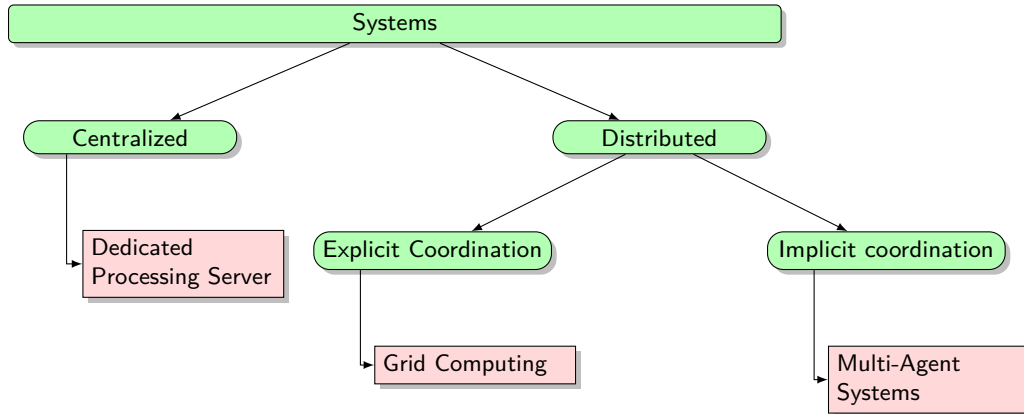 Systems
Centralized
Distributed
Dedicated
Processing Server
Explicit Coordination
Implicit coordination
Grid Computing
Multi-Agent
Systems